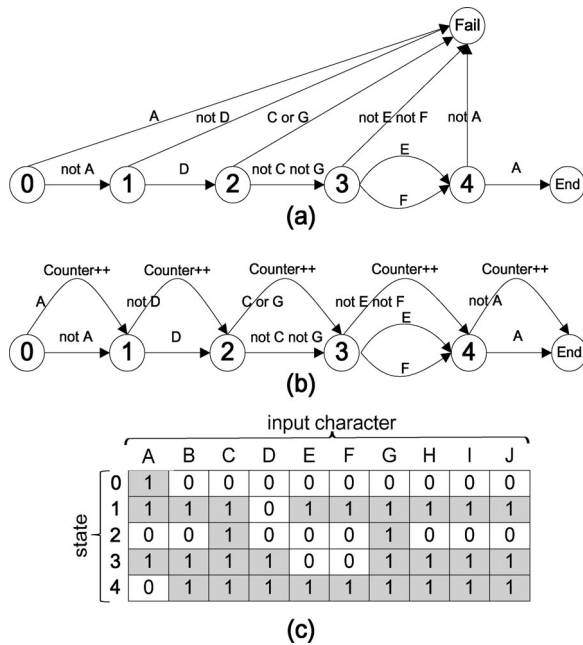 Fail
A
not D
C or G
not E not F
not A
0
not A
1
D
2
not C not G
3
E
F
4
A
End
(a)
Counter++ Counter++ Counter++ Counter++ Counter++
A
not D
C or G
not E not F
not A
0
not A
1
D
2
not C not G
3
E
F
4
A
End
(b)
input character
A B C D E F G H I J
state
0 1 0 0 0 0 0 0 0 0 0
1 1 1 1 0 1 1 1 1 1 1
2 0 0 1 0 0 0 1 0 0 0
3 1 1 1 1 0 0 1 1 1 1
4 0 1 1 1 1 1 1 1 1 1
(c)